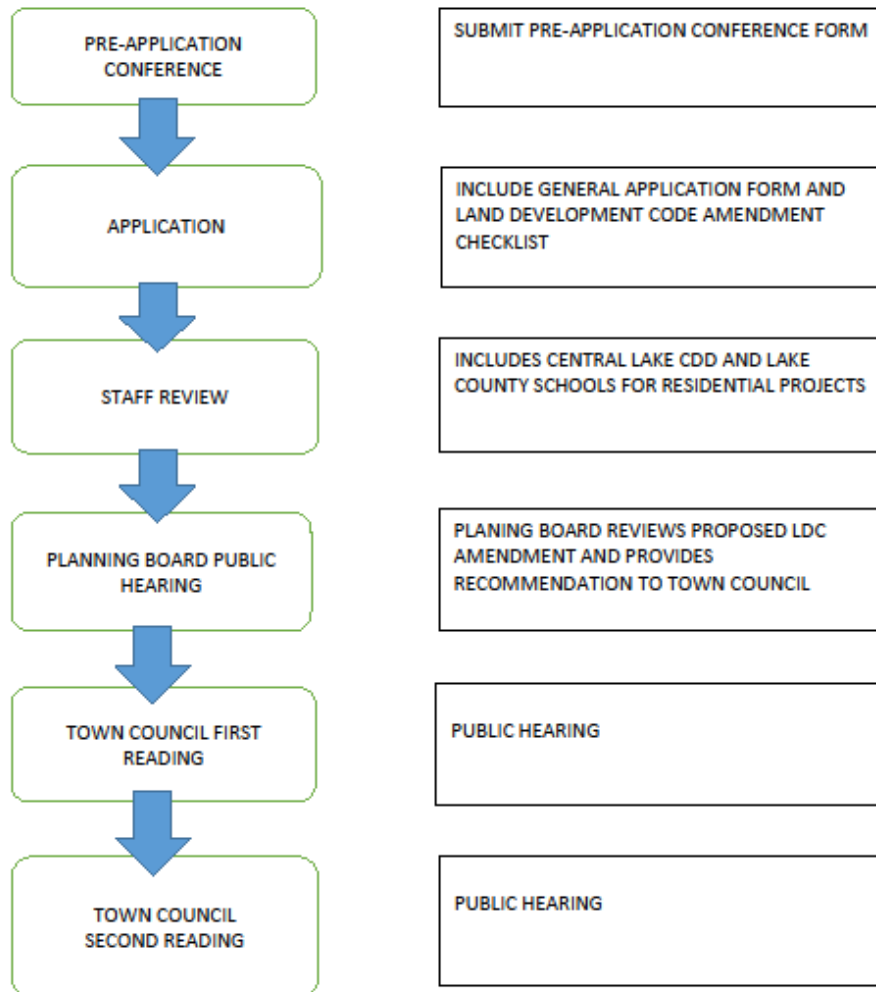 PRE-APPLICATION
CONFERENCE
SUBMIT PRE-APPLICATION CONFERENCE FORM
APPLICATION
INCLUDE GENERAL APPLICATION FORM AND
LAND DEVELOPMENT CODE AMENDMENT
CHECKLIST
STAFF REVIEW
INCLUDES CENTRAL LAKE CDD AND LAKE
COUNTY SCHOOLS FOR RESIDENTIAL PROJECTS
PLANNING BOARD PUBLIC
HEARING
PLANING BOARD REVIEWS PROPOSED LDC
AMENDMENT AND PROVIDES
RECOMMENDATION TO TOWN COUNCIL
TOWN COUNCIL FIRST
READING
PUBLIC HEARING
TOWN COUNCIL
SECOND READING
PUBLIC HEARING